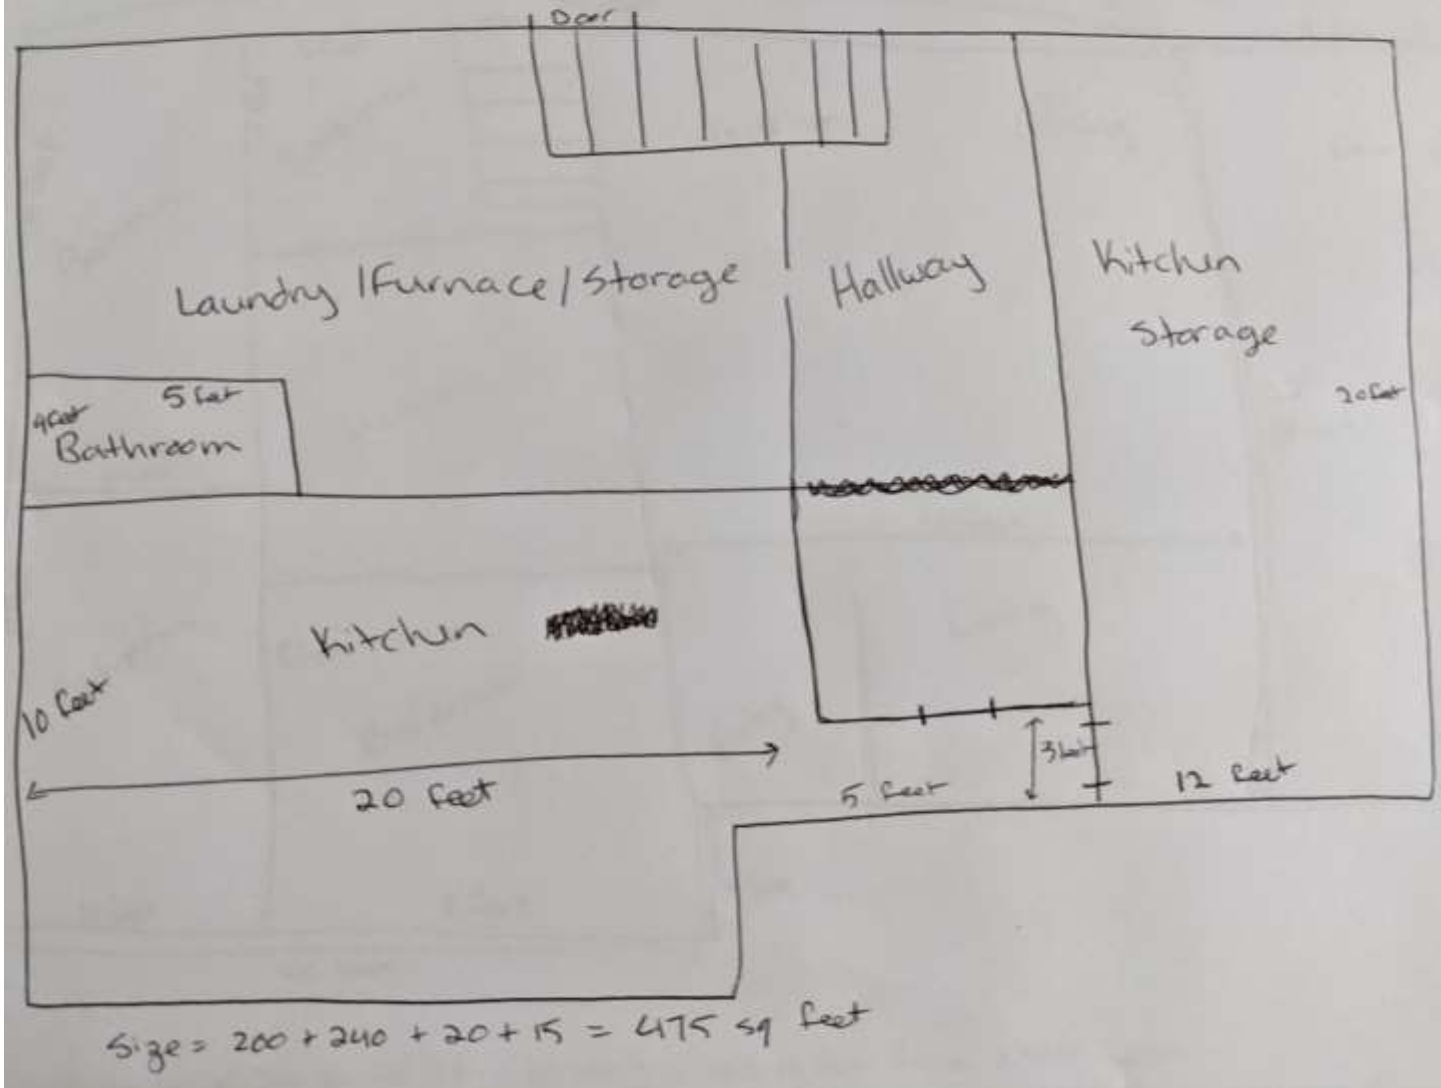 Door
Laundry /Furnace/Storage
Hallway
Kitchen
Storage
5 feet
4 feet
Bathroom
20 feet
Kitchen
10 feet
20 feet
3 feet
5 feet
12 feet
Size = 200 + 240 + 20 + 15 = 475 sq feet